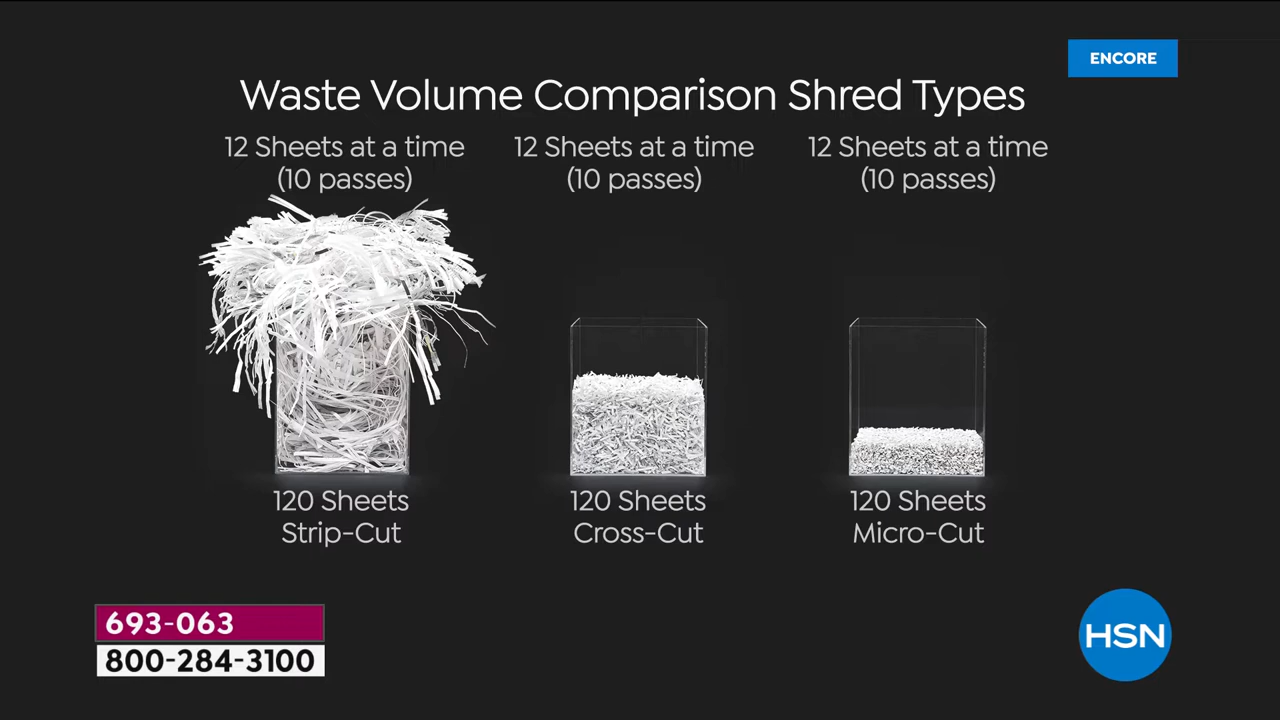 ENCORE
Waste Volume Comparison Shred Types
12 Sheets at a time
(10 passes)
12 Sheets at a time
(10 passes)
12 Sheets at a time
(10 passes)
120 Sheets
Strip-Cut
120 Sheets
Cross-Cut
120 Sheets
Micro-Cut
693-063
800-284-3100
HSN